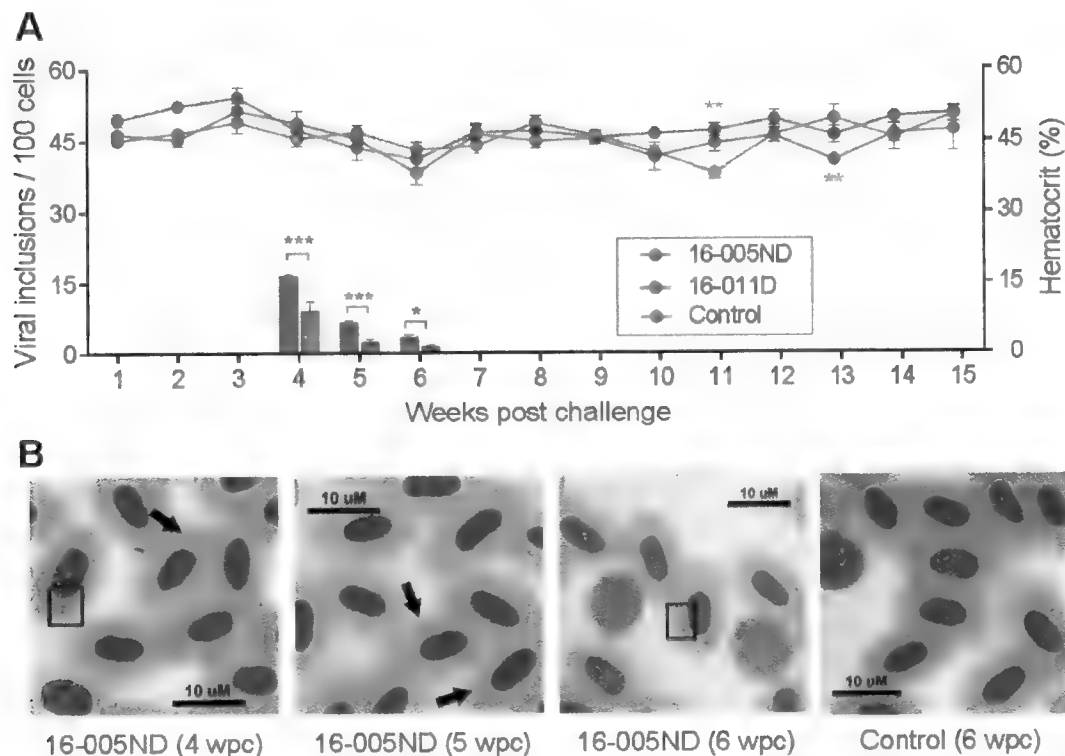 A
Viral inclusions / 100 cells
60
45
30
15
0
60
45
30
15
0
Hematocrit (%)
**
**
***
***
*
16-005ND
16-011D
Control
1 2 3 4 5 6 7 8 9 10 11 12 13 14 15
Weeks post challenge
B
10 uM
10 uM
10 uM
10 uM
16-005ND (4 wpc) 16-005ND (5 wpc) 16-005ND (6 wpc) Control (6 wpc)